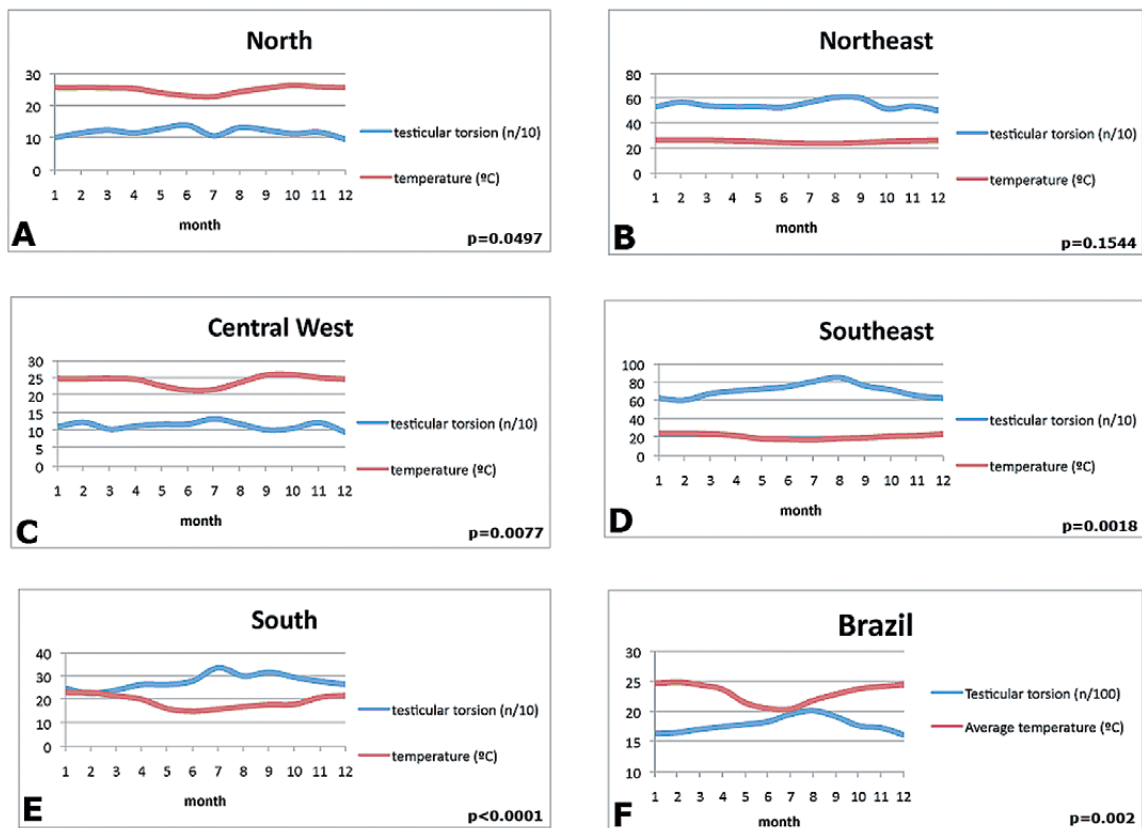 North
30
20
10
0
1 2 3 4 5 6 7 8 9 10 11 12
month
testicular torsion (n/10)
temperature (ºC)
A
p=0.0497
Northeast
80
60
40
20
0
1 2 3 4 5 6 7 8 9 10 11 12
month
testicular torsion (n/10)
temperature (ºC)
B
p=0.1544
Central West
30
25
20
15
10
5
0
1 2 3 4 5 6 7 8 9 10 11 12
month
testicular torsion (n/10)
temperature (ºC)
C
p=0.0077
Southeast
100
80
60
40
20
0
1 2 3 4 5 6 7 8 9 10 11 12
month
testicular torsion (n/10)
temperature (ºC)
D
p=0.0018
South
40
30
20
10
0
1 2 3 4 5 6 7 8 9 10 11 12
month
testicular torsion (n/10)
temperature (ºC)
E
p<0.0001
Brazil
30
25
20
15
10
1 2 3 4 5 6 7 8 9 10 11 12
month
Testicular torsion (n/100)
Average temperature (ºC)
F
p=0.002